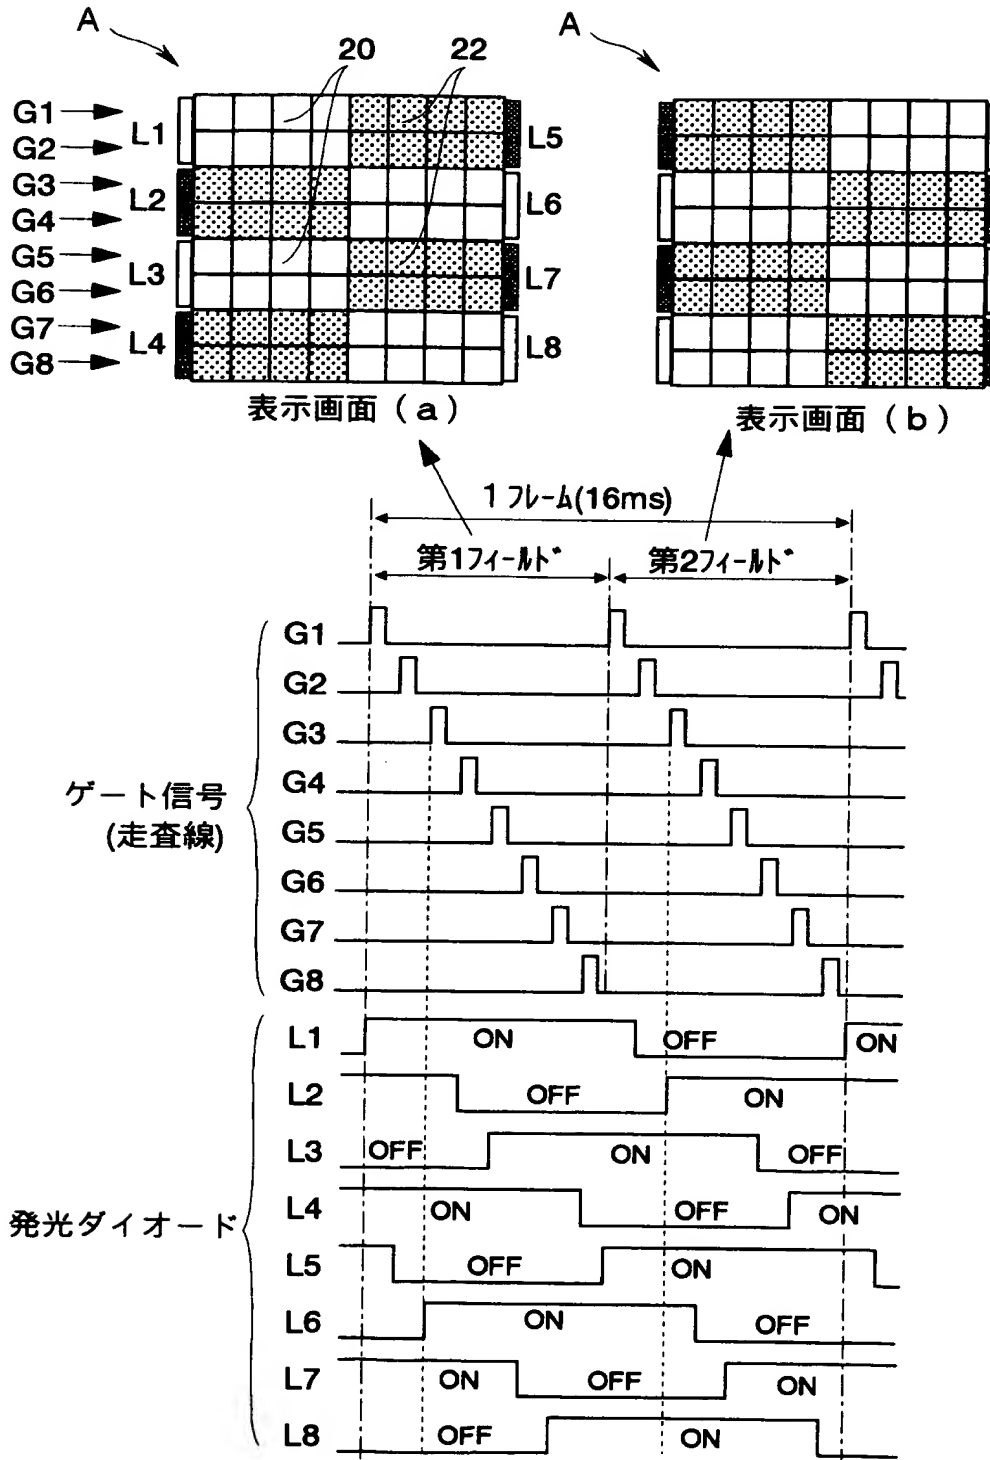 A
A
20
22
G1
G2
G3
G4
G5
G6
G7
G8
L1
L2
L3
L4
L5
L6
L7
L8
表示画面(a)
表示画面(b)
1フレーム(16ms)
第1フィールド
第2フィールド
ゲート信号
(走査線)
G1
G2
G3
G4
G5
G6
G7
G8
発光ダイオード
L1 ON OFF ON
L2 OFF ON
L3 OFF ON OFF
L4 ON OFF ON
L5 OFF ON
L6 ON OFF
L7 ON OFF ON
L8 OFF ON